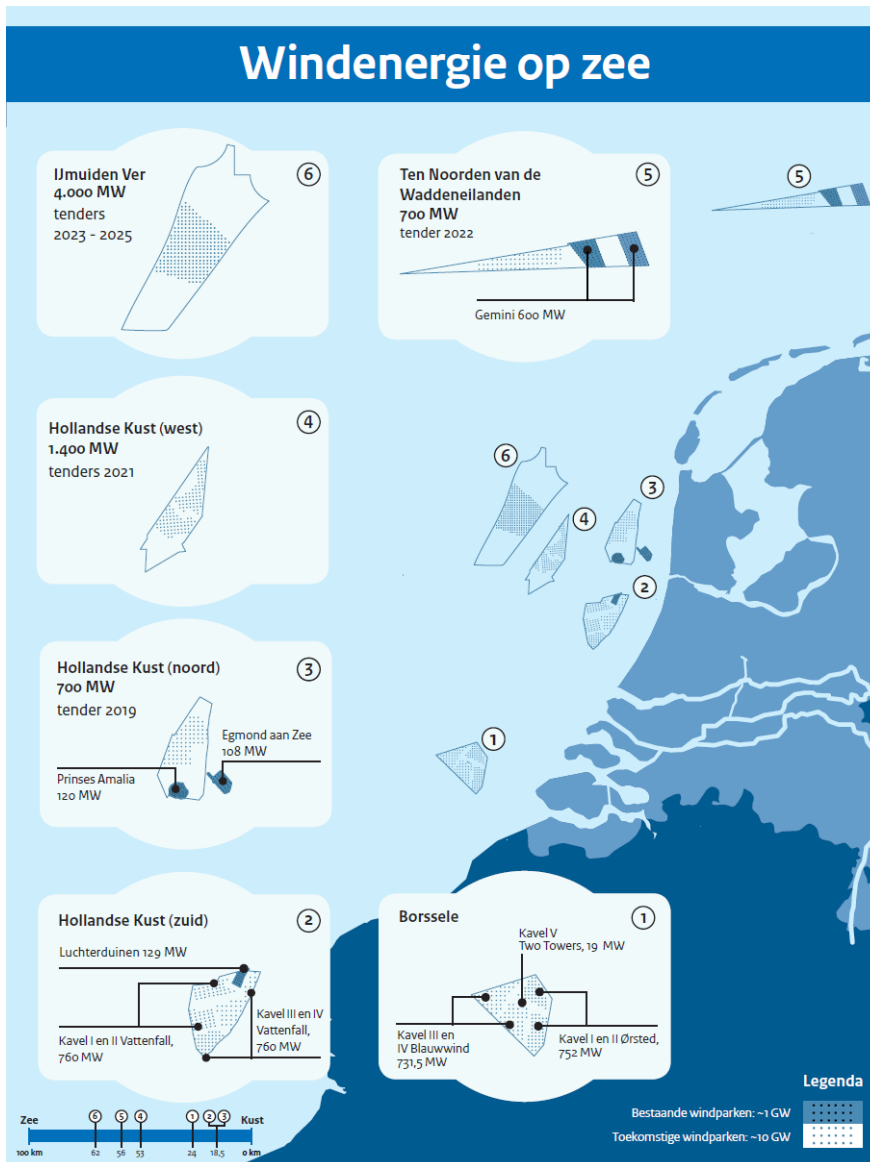 Windenergie op zee
IJmuiden Ver
4.000 MW
tenders
2023 - 2025
6
Ten Noorden van de
Waddeneilanden
700 MW
tender 2022
5
Gemini 600 MW
5
Hollandse Kust (west)
1.400 MW
tenders 2021
4
6
4
3
2
1
Hollandse Kust (noord)
700 MW
tender 2019
3
Egmond aan Zee
108 MW
Prinses Amalia
120 MW
Hollandse Kust (zuid)
2
Luchterduinen 129 MW
Kavel III en IV
Vattenfall,
760 MW
Kavel I en II Vattenfall,
760 MW
Borssele
1
Kavel V
Two Towers, 19 MW
Kavel III en
IV Blauwwind
731,5 MW
Kavel I en II Ørsted,
752 MW
Legenda
Bestaande windparken: ~1 GW
Toekomstige windparken: ~10 GW
Zee 6 5 4 1 2 3 Kust
100 km 62 56 53 24 18,5 0 km